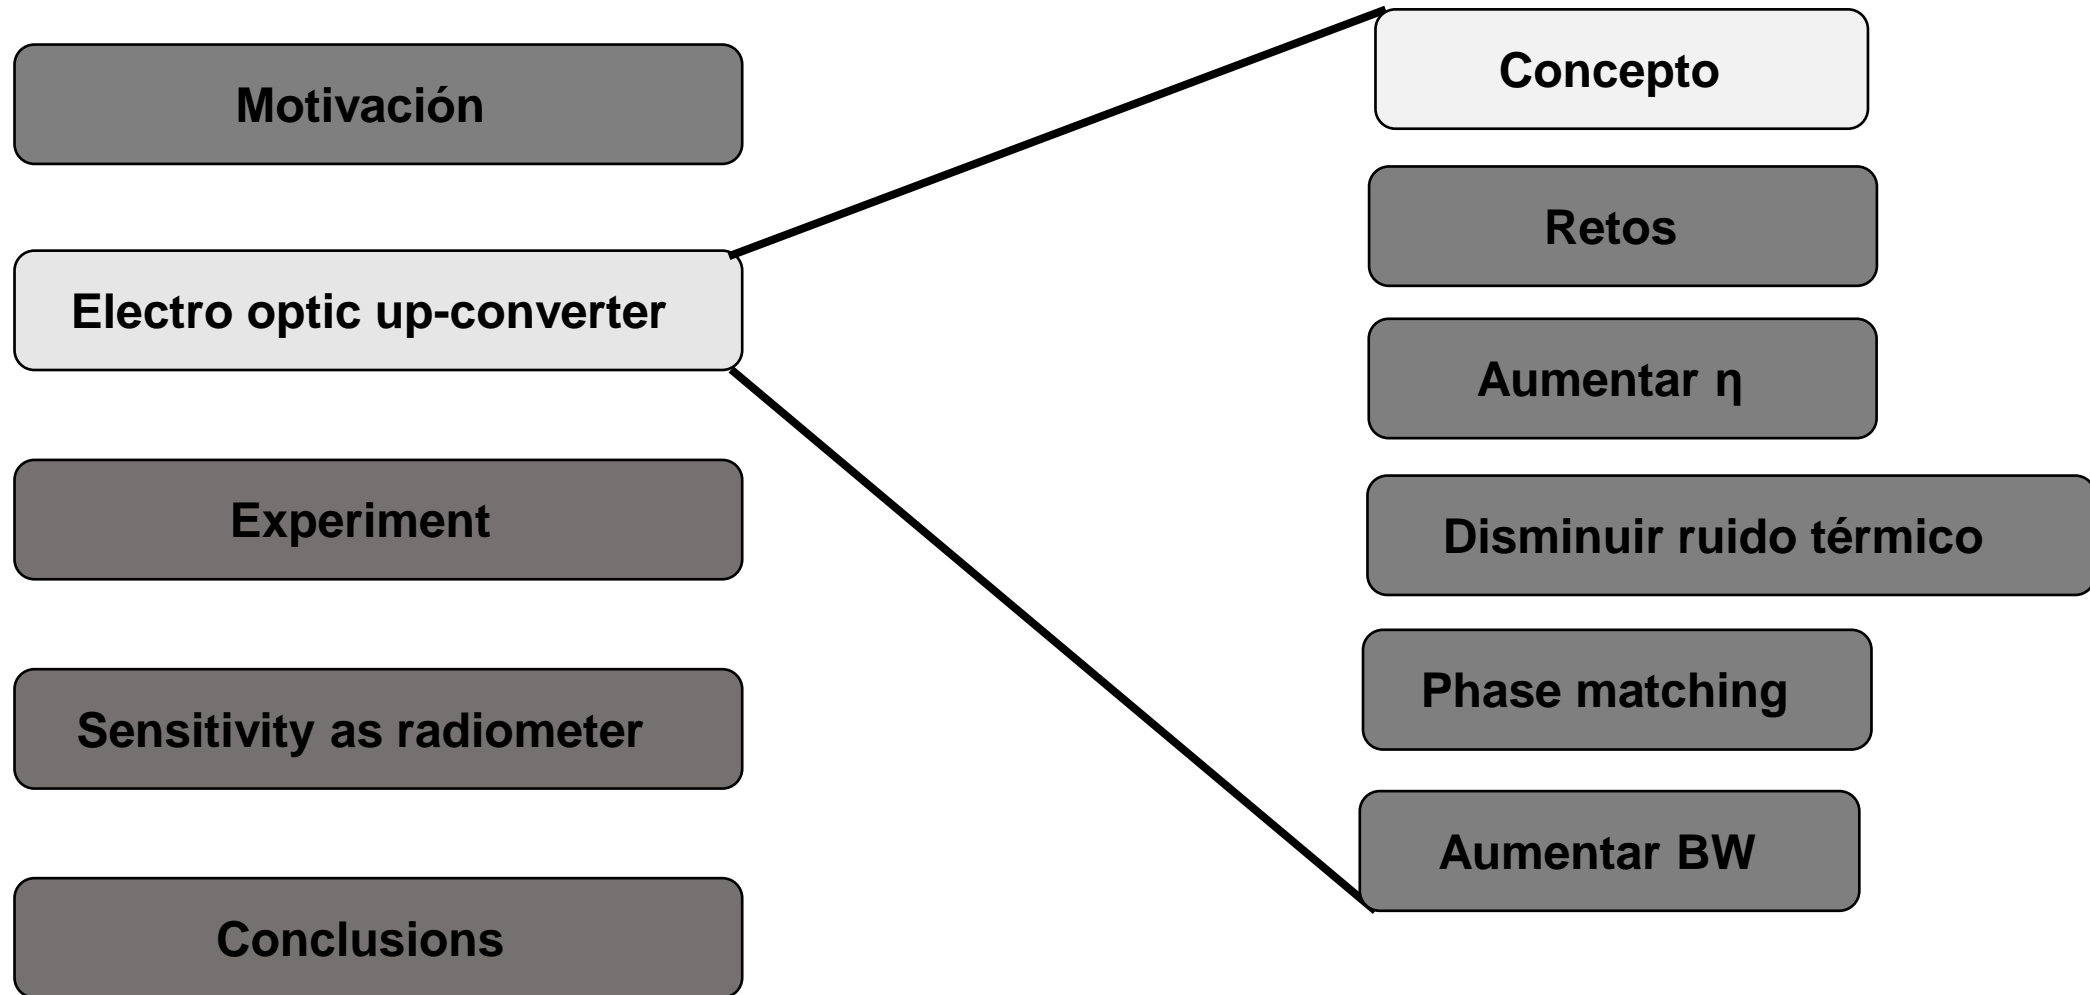 Motivación
Electro optic up-converter
Experiment
Sensitivity as radiometer
Conclusions
Concepto
Retos
Aumentar η
Disminuir ruido térmico
Phase matching
Aumentar BW